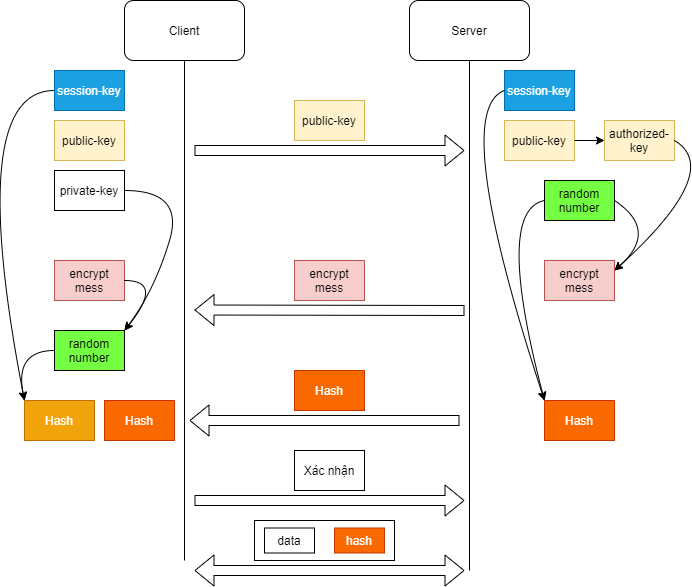 Client
Server
session-key
session-key
public-key
public-key
public-key
authorized-
key
private-key
random
number
encrypt
mess
encrypt
mess
encrypt
mess
random
number
Hash
Hash
Hash
Hash
Xác nhận
data
hash